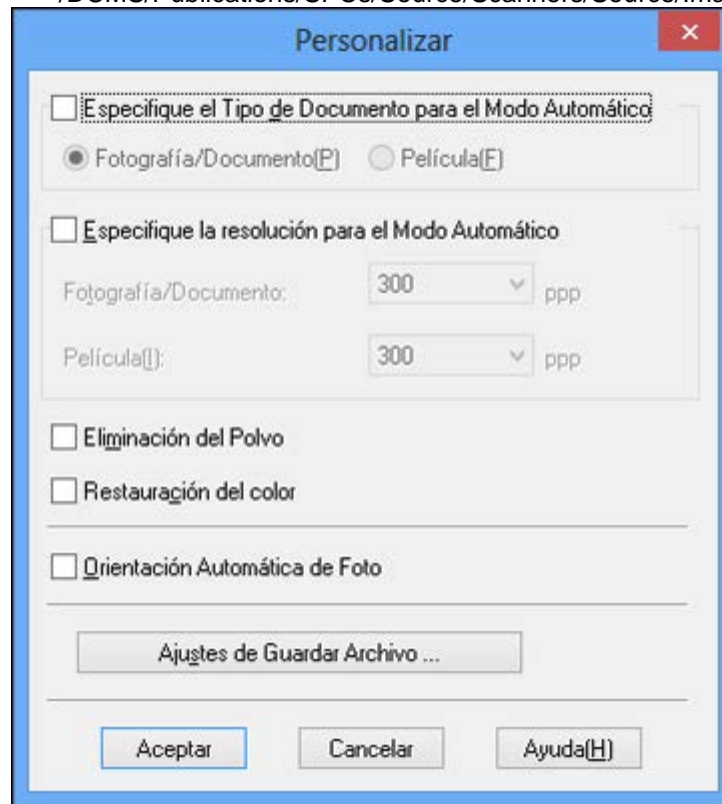 Personalizar
Especifique el Tipo de Documento para el Modo Automático
Fotografía/Documento(P) Película(F)
Especifique la resolución para el Modo Automático
Fotografía/Documento: 300 ppp
Película(I): 300 ppp
Eliminación del Polvo
Restauración del color
Orientación Automática de Foto
Ajustes de Guardar Archivo ...
Aceptar Cancelar Ayuda(H)